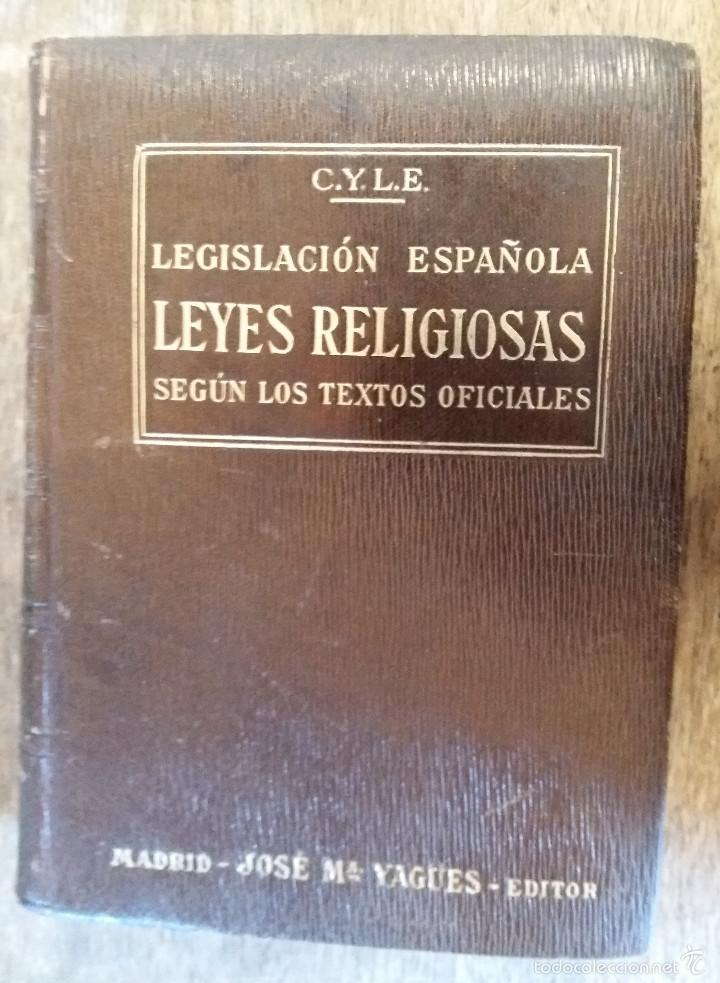 C.Y.L.E.
LEGISLACIÓN ESPAÑOLA
LEYES RELIGIOSAS
SEGÚN LOS TEXTOS OFICIALES
MADRID - JOSÉ Mª YAGÜES - EDITOR
todocoleccion.net